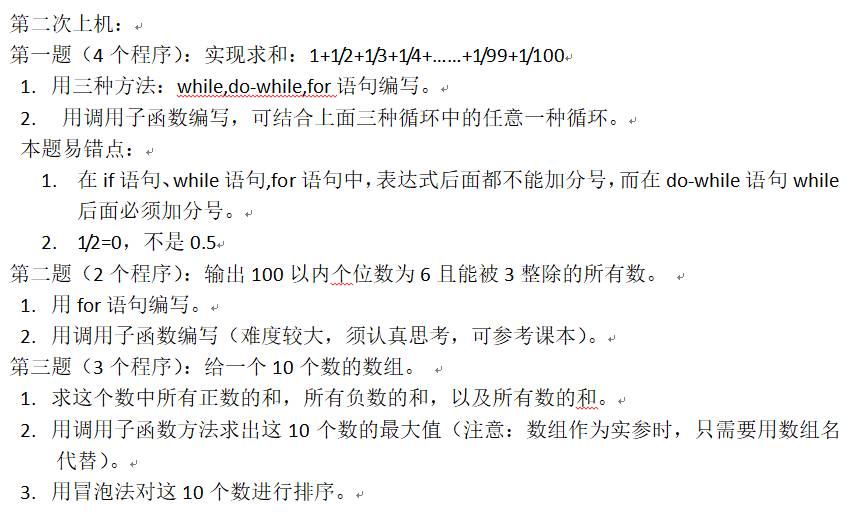 第二次上机：
第一题（4 个程序）：实现求和：1+1/2+1/3+1/4+……+1/99+1/100
1. 用三种方法：while,do-while,for 语句编写。
2. 用调用子函数编写，可结合上面三种循环中的任意一种循环。
本题易错点：
1. 在 if 语句、while 语句,for 语句中，表达式后面都不能加分号，而在 do-while 语句 while
后面必须加分号。
2. 1/2=0，不是 0.5
第二题（2 个程序）：输出 100 以内个位数为 6 且能被 3 整除的所有数。
1. 用 for 语句编写。
2. 用调用子函数编写（难度较大，须认真思考，可参考课本）。
第三题（3 个程序）：给一个 10 个数的数组。
1. 求这个数中所有正数的和，所有负数的和，以及所有数的和。
2. 用调用子函数方法求出这 10 个数的最大值（注意：数组作为实参时，只需要用数组名
代替）。
3. 用冒泡法对这 10 个数进行排序。